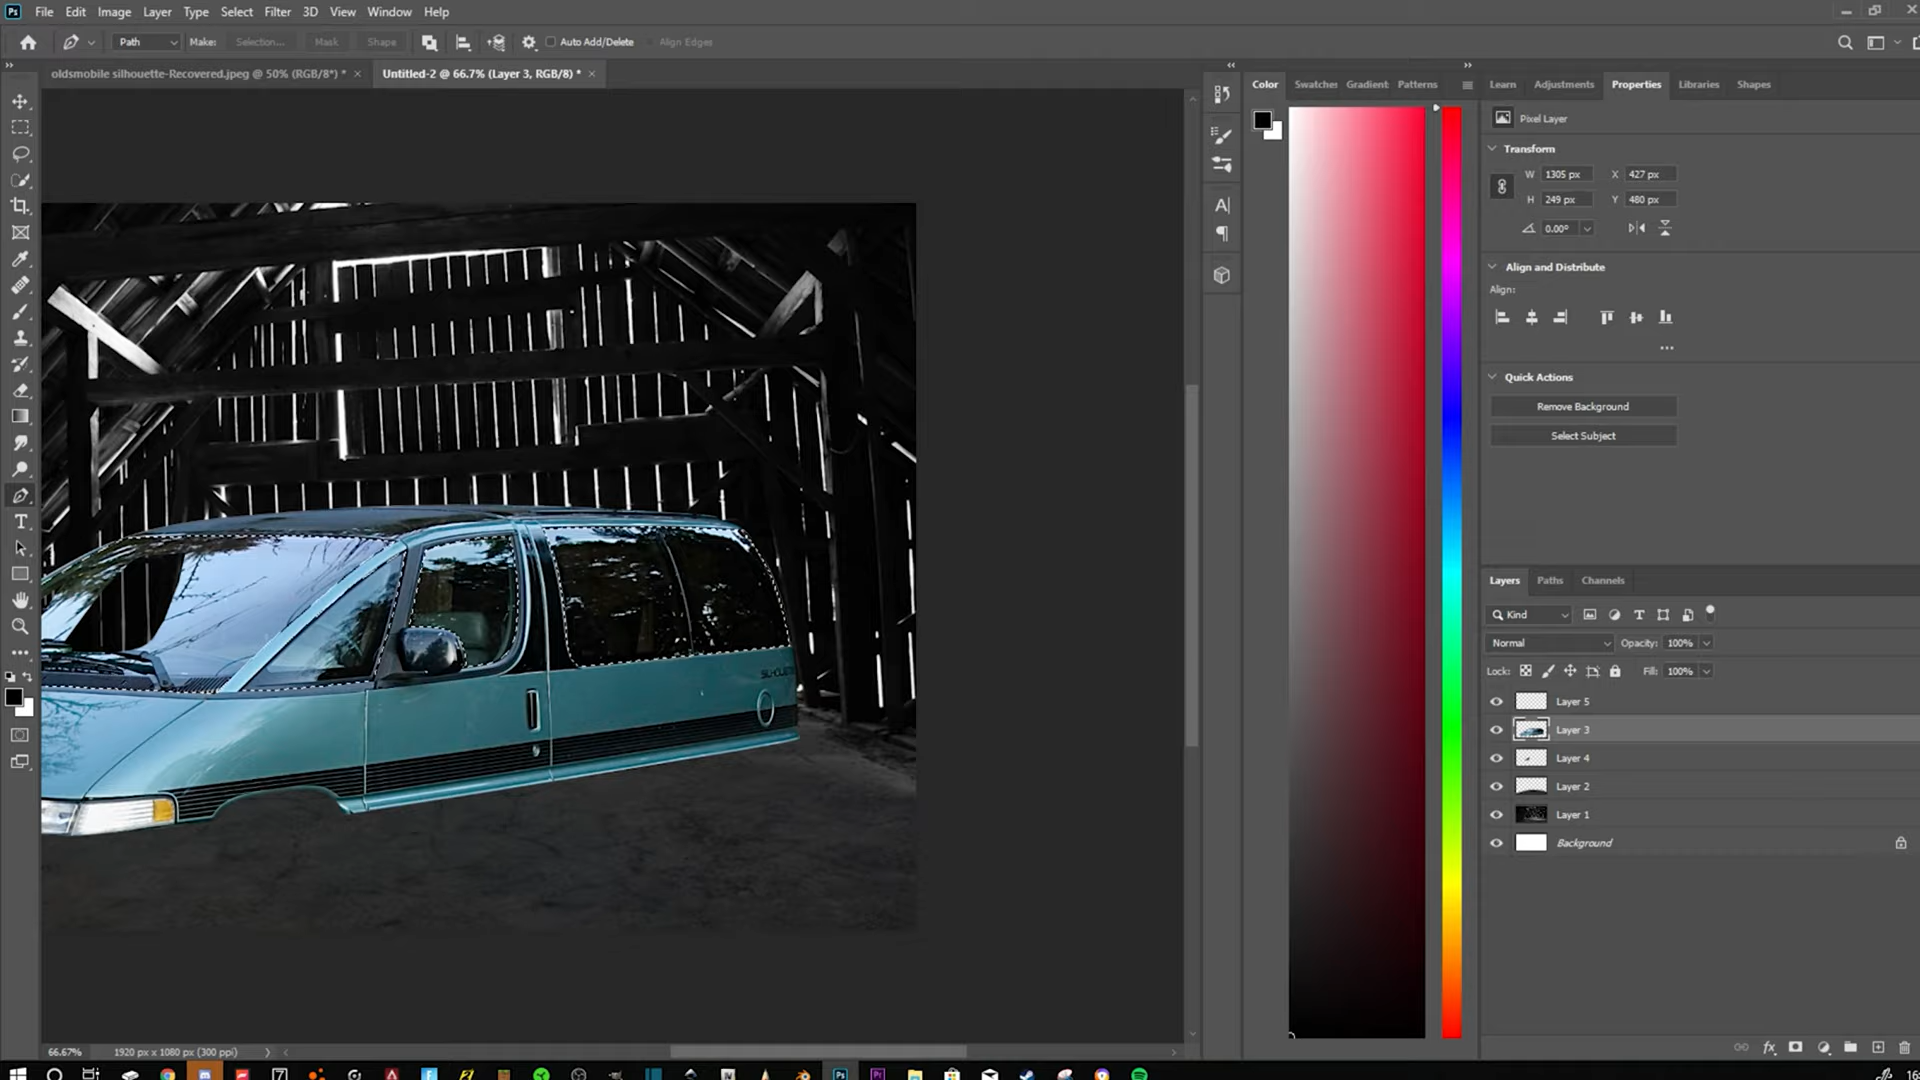 Ps File Edit Image Layer Type Select Filter 3D View Window Help
Path Make: Selection... Mask Shape Auto Add/Delete Align Edges
oldsmobile silhouette-Recovered.jpeg @ 50% (RGB/8*) * × Untitled-2 @ 66.7% (Layer 3, RGB/8) * ×
Color Swatches Gradient Patterns
Learn Adjustments Properties Libraries Shapes
Pixel Layer
Transform
W 1305 px X 427 px
H 249 px Y 480 px
0.00°
Align and Distribute
Align:
Quick Actions
Remove Background
Select Subject
Layers Paths Channels
Kind
Normal Opacity: 100%
Lock: Fill: 100%
Layer 5
Layer 3
Layer 4
Layer 2
Layer 1
Background
66.67% 1920 px x 1080 px (300 ppi)